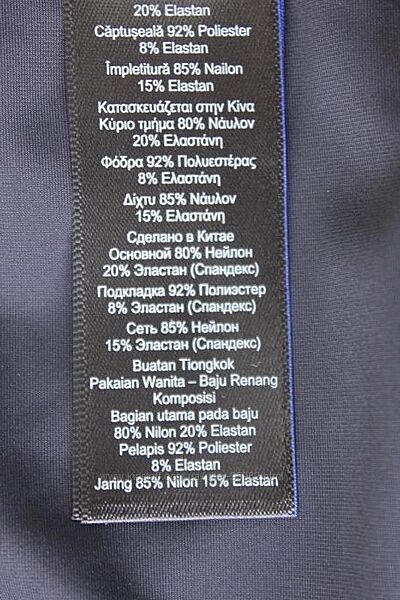 20% Elastan
Căptușeală 92% Poliester
8% Elastan
Împletitură 85% Nailon
15% Elastan
Κατασκευάζεται στην Κίνα
Κύριο τμήμα 80% Νάυλον
20% Ελαστάνη
Φόδρα 92% Πολυεστέρας
8% Ελαστάνη
Δίχτυ 85% Νάυλον
15% Ελαστάνη
Сделано в Китае
Основной 80% Нейлон
20% Эластан (Спандекс)
Подкладка 92% Полиэстер
8% Эластан (Спандекс)
Сеть 85% Нейлон
15% Эластан (Спандекс)
Buatan Tiongkok
Pakaian Wanita – Baju Renang
Komposisi
Bagian utama pada baju
80% Nilon 20% Elastan
Pelapis 92% Poliester
8% Elastan
Jaring 85% Nilon 15% Elastan